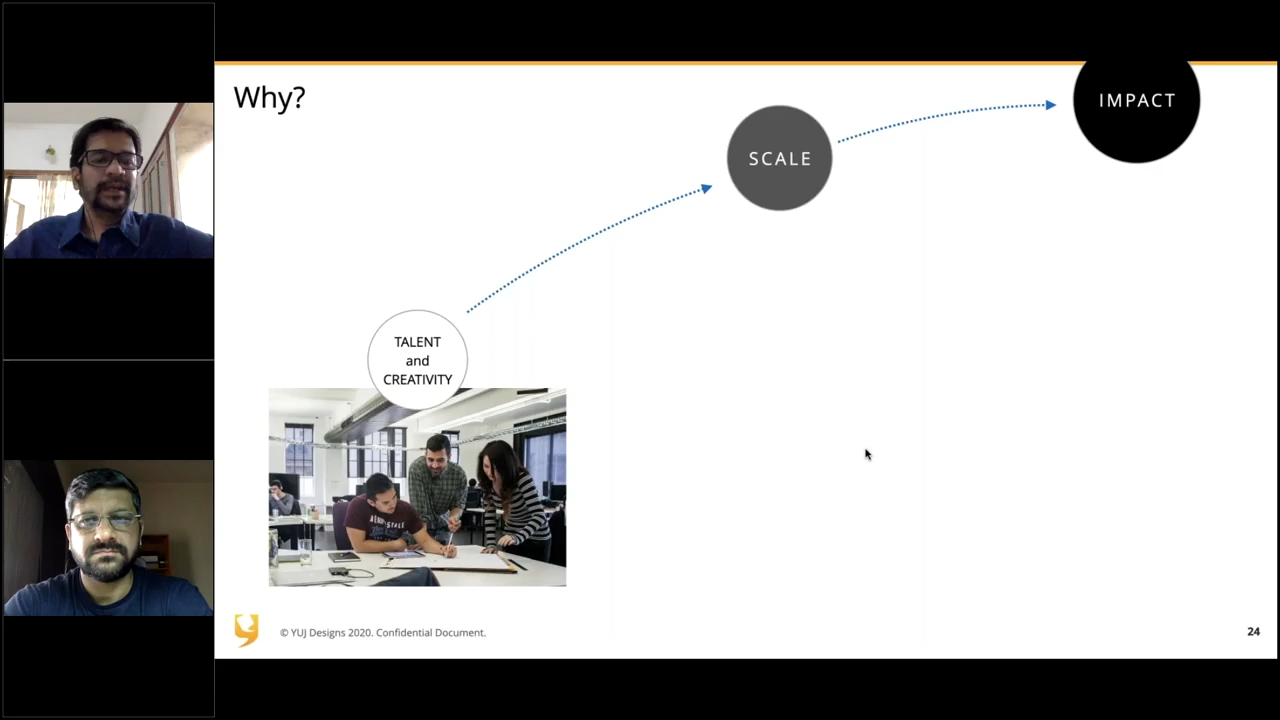 Why?
IMPACT
SCALE
TALENT
and
CREATIVITY
© YUJ Designs 2020. Confidential Document.
24